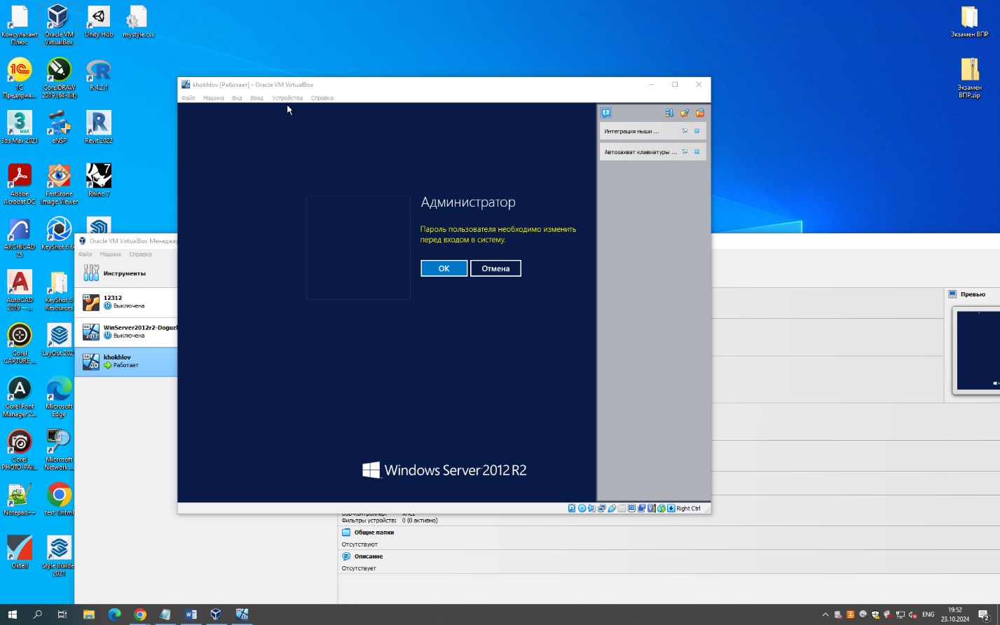 Консультант
Плюс
Oracle VM
VirtualBox
Unity Hub
mystyle.css
Экзамен ВПР
1С
Предприя...
CorelDRAW
2019 (64-Bit)
R 4.2.1
Экзамен
ВПР.zip
3ds Max 2021
eNSP
Revit 2022
Adobe
Acrobat DC
FastStone
Image Viewer
Rhino 7
ARCHICAD
25
KeyShot 6 64
AutoCAD
2019 —...
KeyShot 6
Resources
Corel
CAPTURE ...
LayOut 202
Corel Font
Manager 2...
Microsoft
Edge
Corel
PHOTO-PAI...
Microsoft
Network ...
Notepad++
test 1.html
Oktell
Style Builde
2021
khokhlov [Работает] - Oracle VM VirtualBox
Файл Машина Вид Ввод Устройства Справка
Интеграция мыши ...
Автозахват клавиатуры ...
Администратор
Пароль пользователя необходимо изменить
перед входом в систему.
ОК
Отмена
Windows Server 2012 R2
Right Ctrl
Oracle VM VirtualBox Менеджер
Файл Машина Справка
Инструменты
12312
Выключена
WinServer2012r2-Doguz
Выключена
khokhlov
Работает
Превью
USB-контроллер: xHCI
Фильтры устройств: 0 (0 активно)
Общие папки
Отсутствуют
Описание
Отсутствует
ENG
19:52
23.10.2024
2